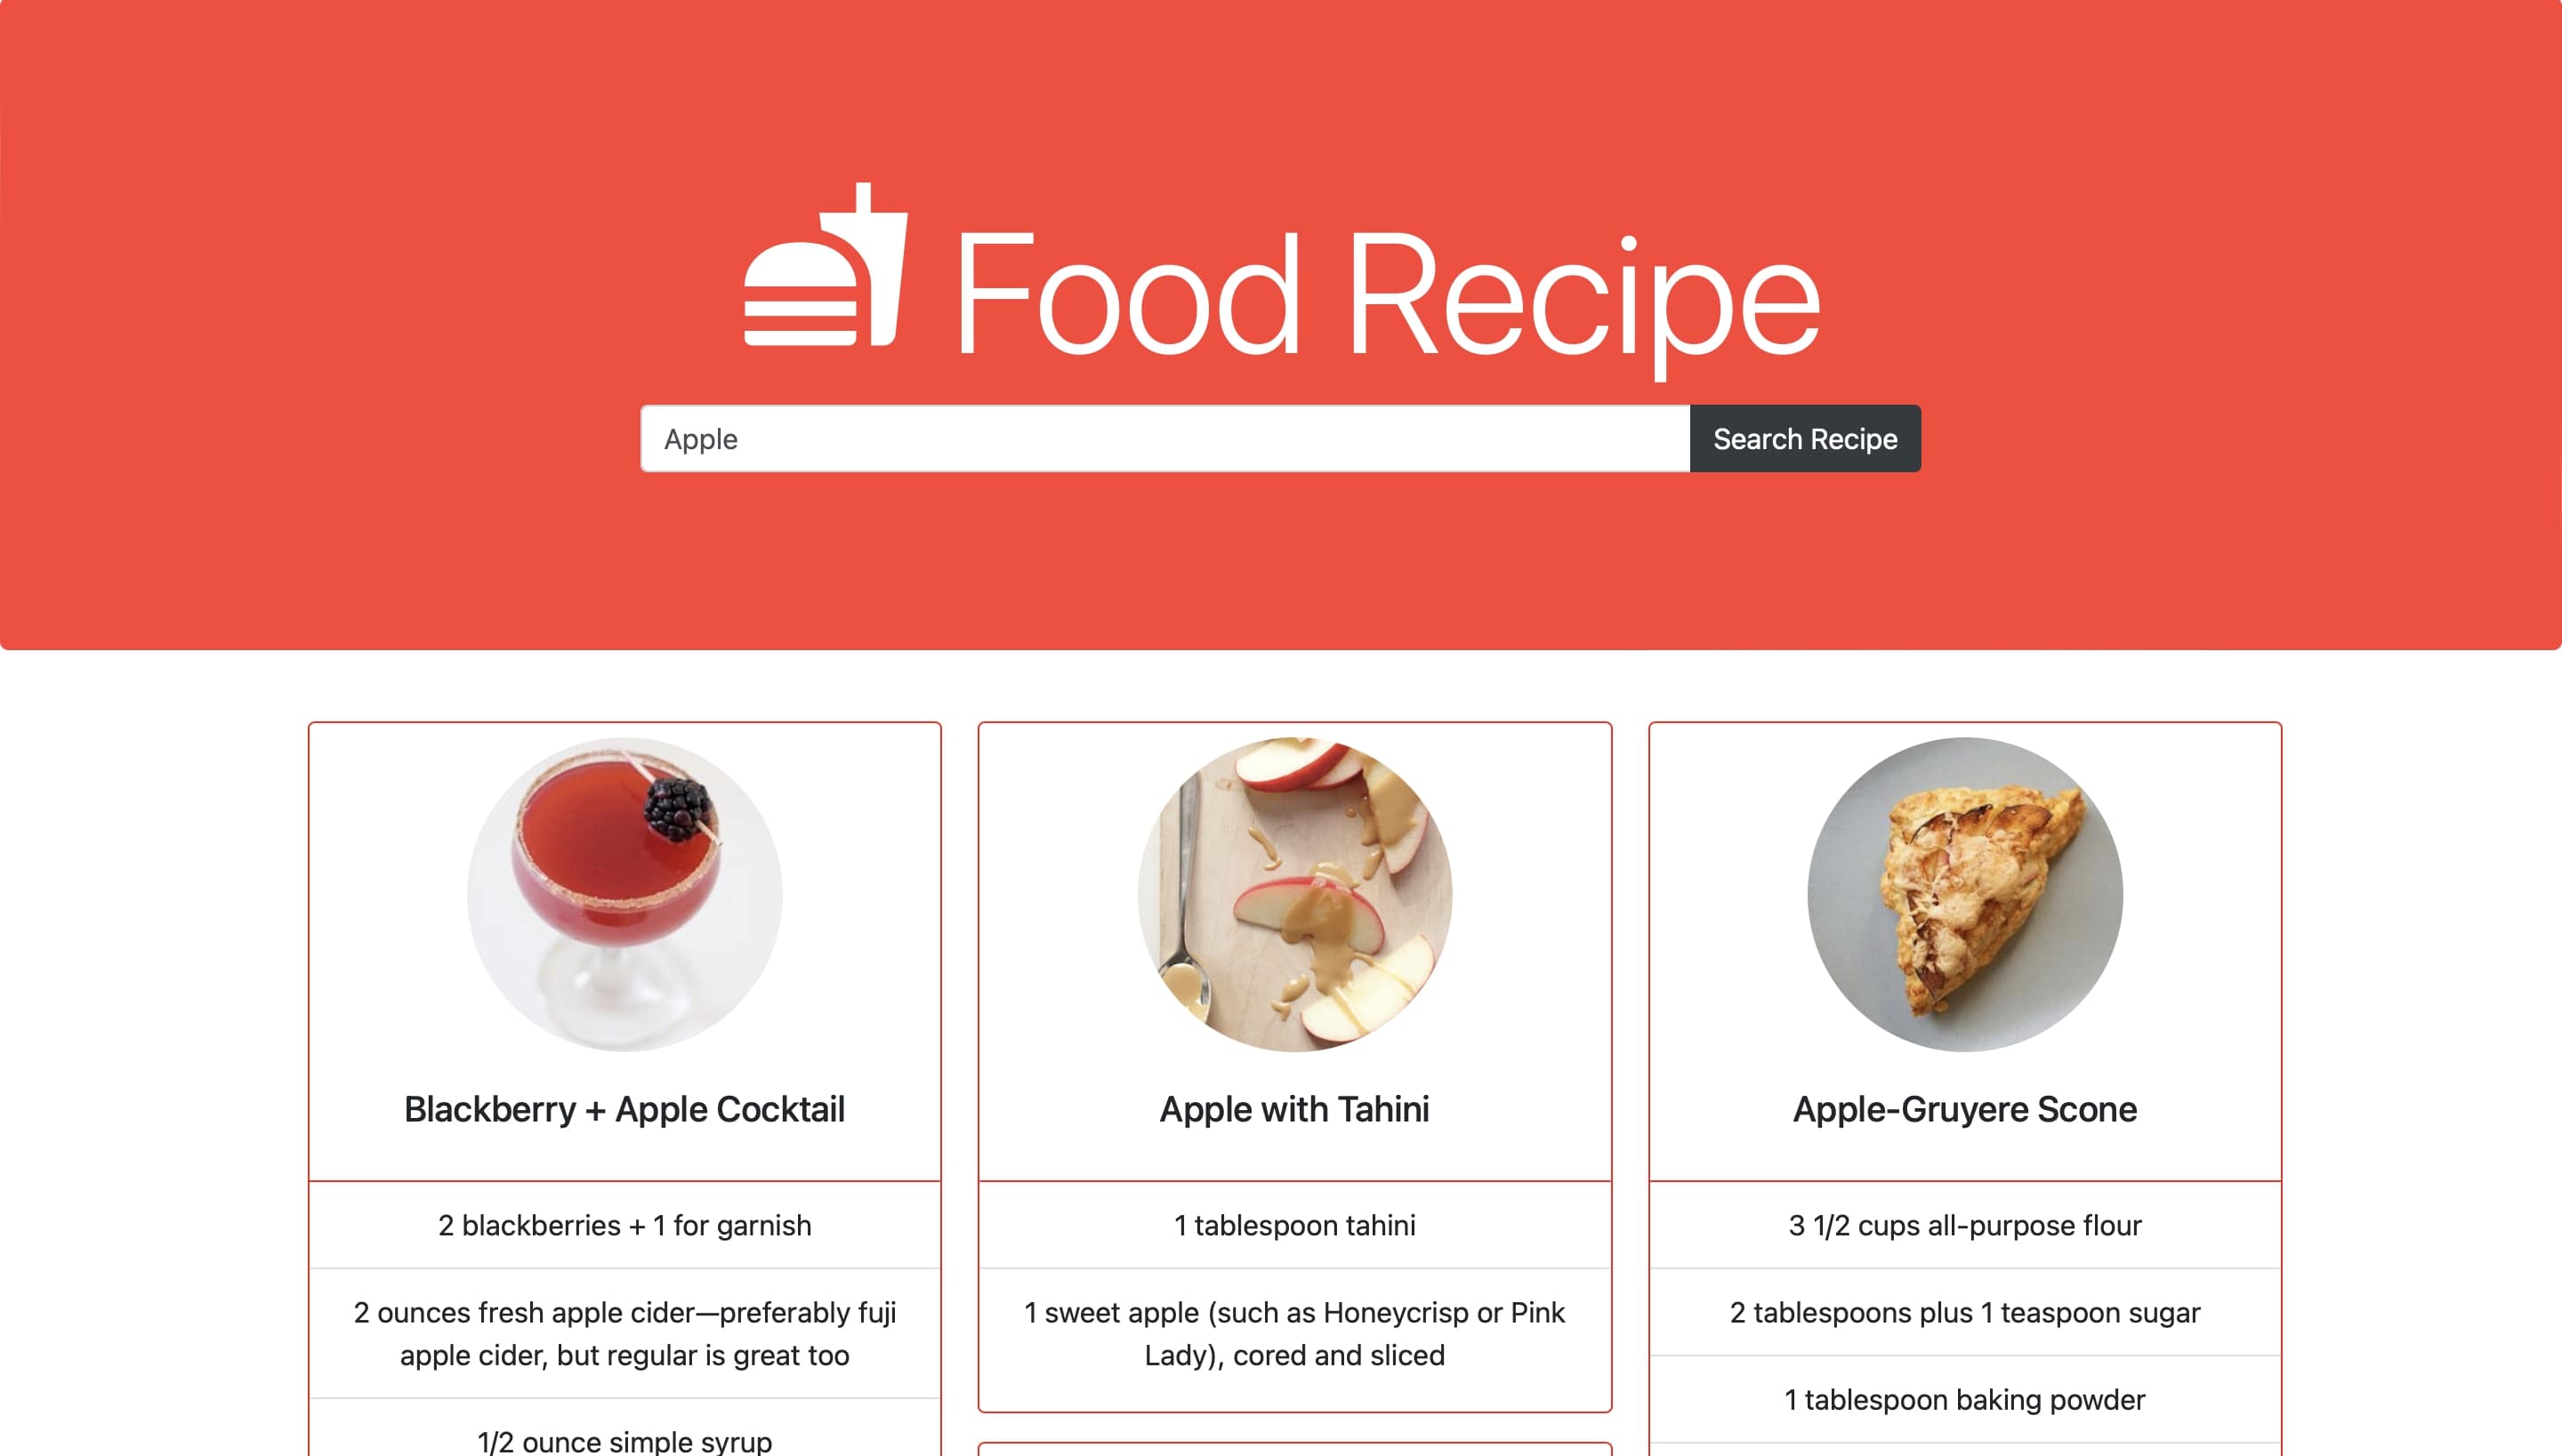 Food Recipe
Apple
Search Recipe
Blackberry + Apple Cocktail
2 blackberries + 1 for garnish
2 ounces fresh apple cider—preferably fuji
apple cider, but regular is great too
1/2 ounce simple syrup
Apple with Tahini
1 tablespoon tahini
1 sweet apple (such as Honeycrisp or Pink
Lady), cored and sliced
Apple-Gruyere Scone
3 1/2 cups all-purpose flour
2 tablespoons plus 1 teaspoon sugar
1 tablespoon baking powder